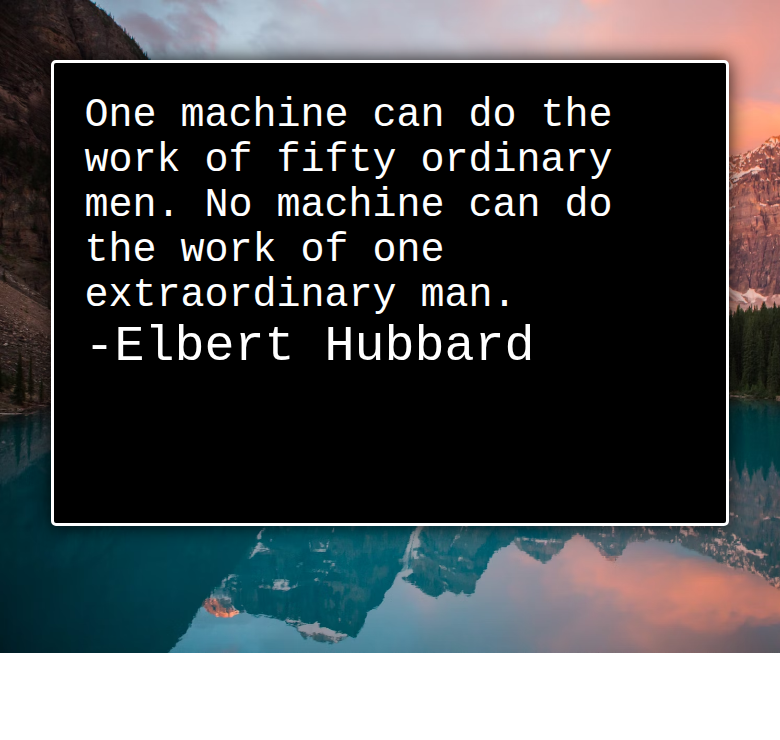 One machine can do the
work of fifty ordinary
men. No machine can do
the work of one
extraordinary man.
-Elbert Hubbard